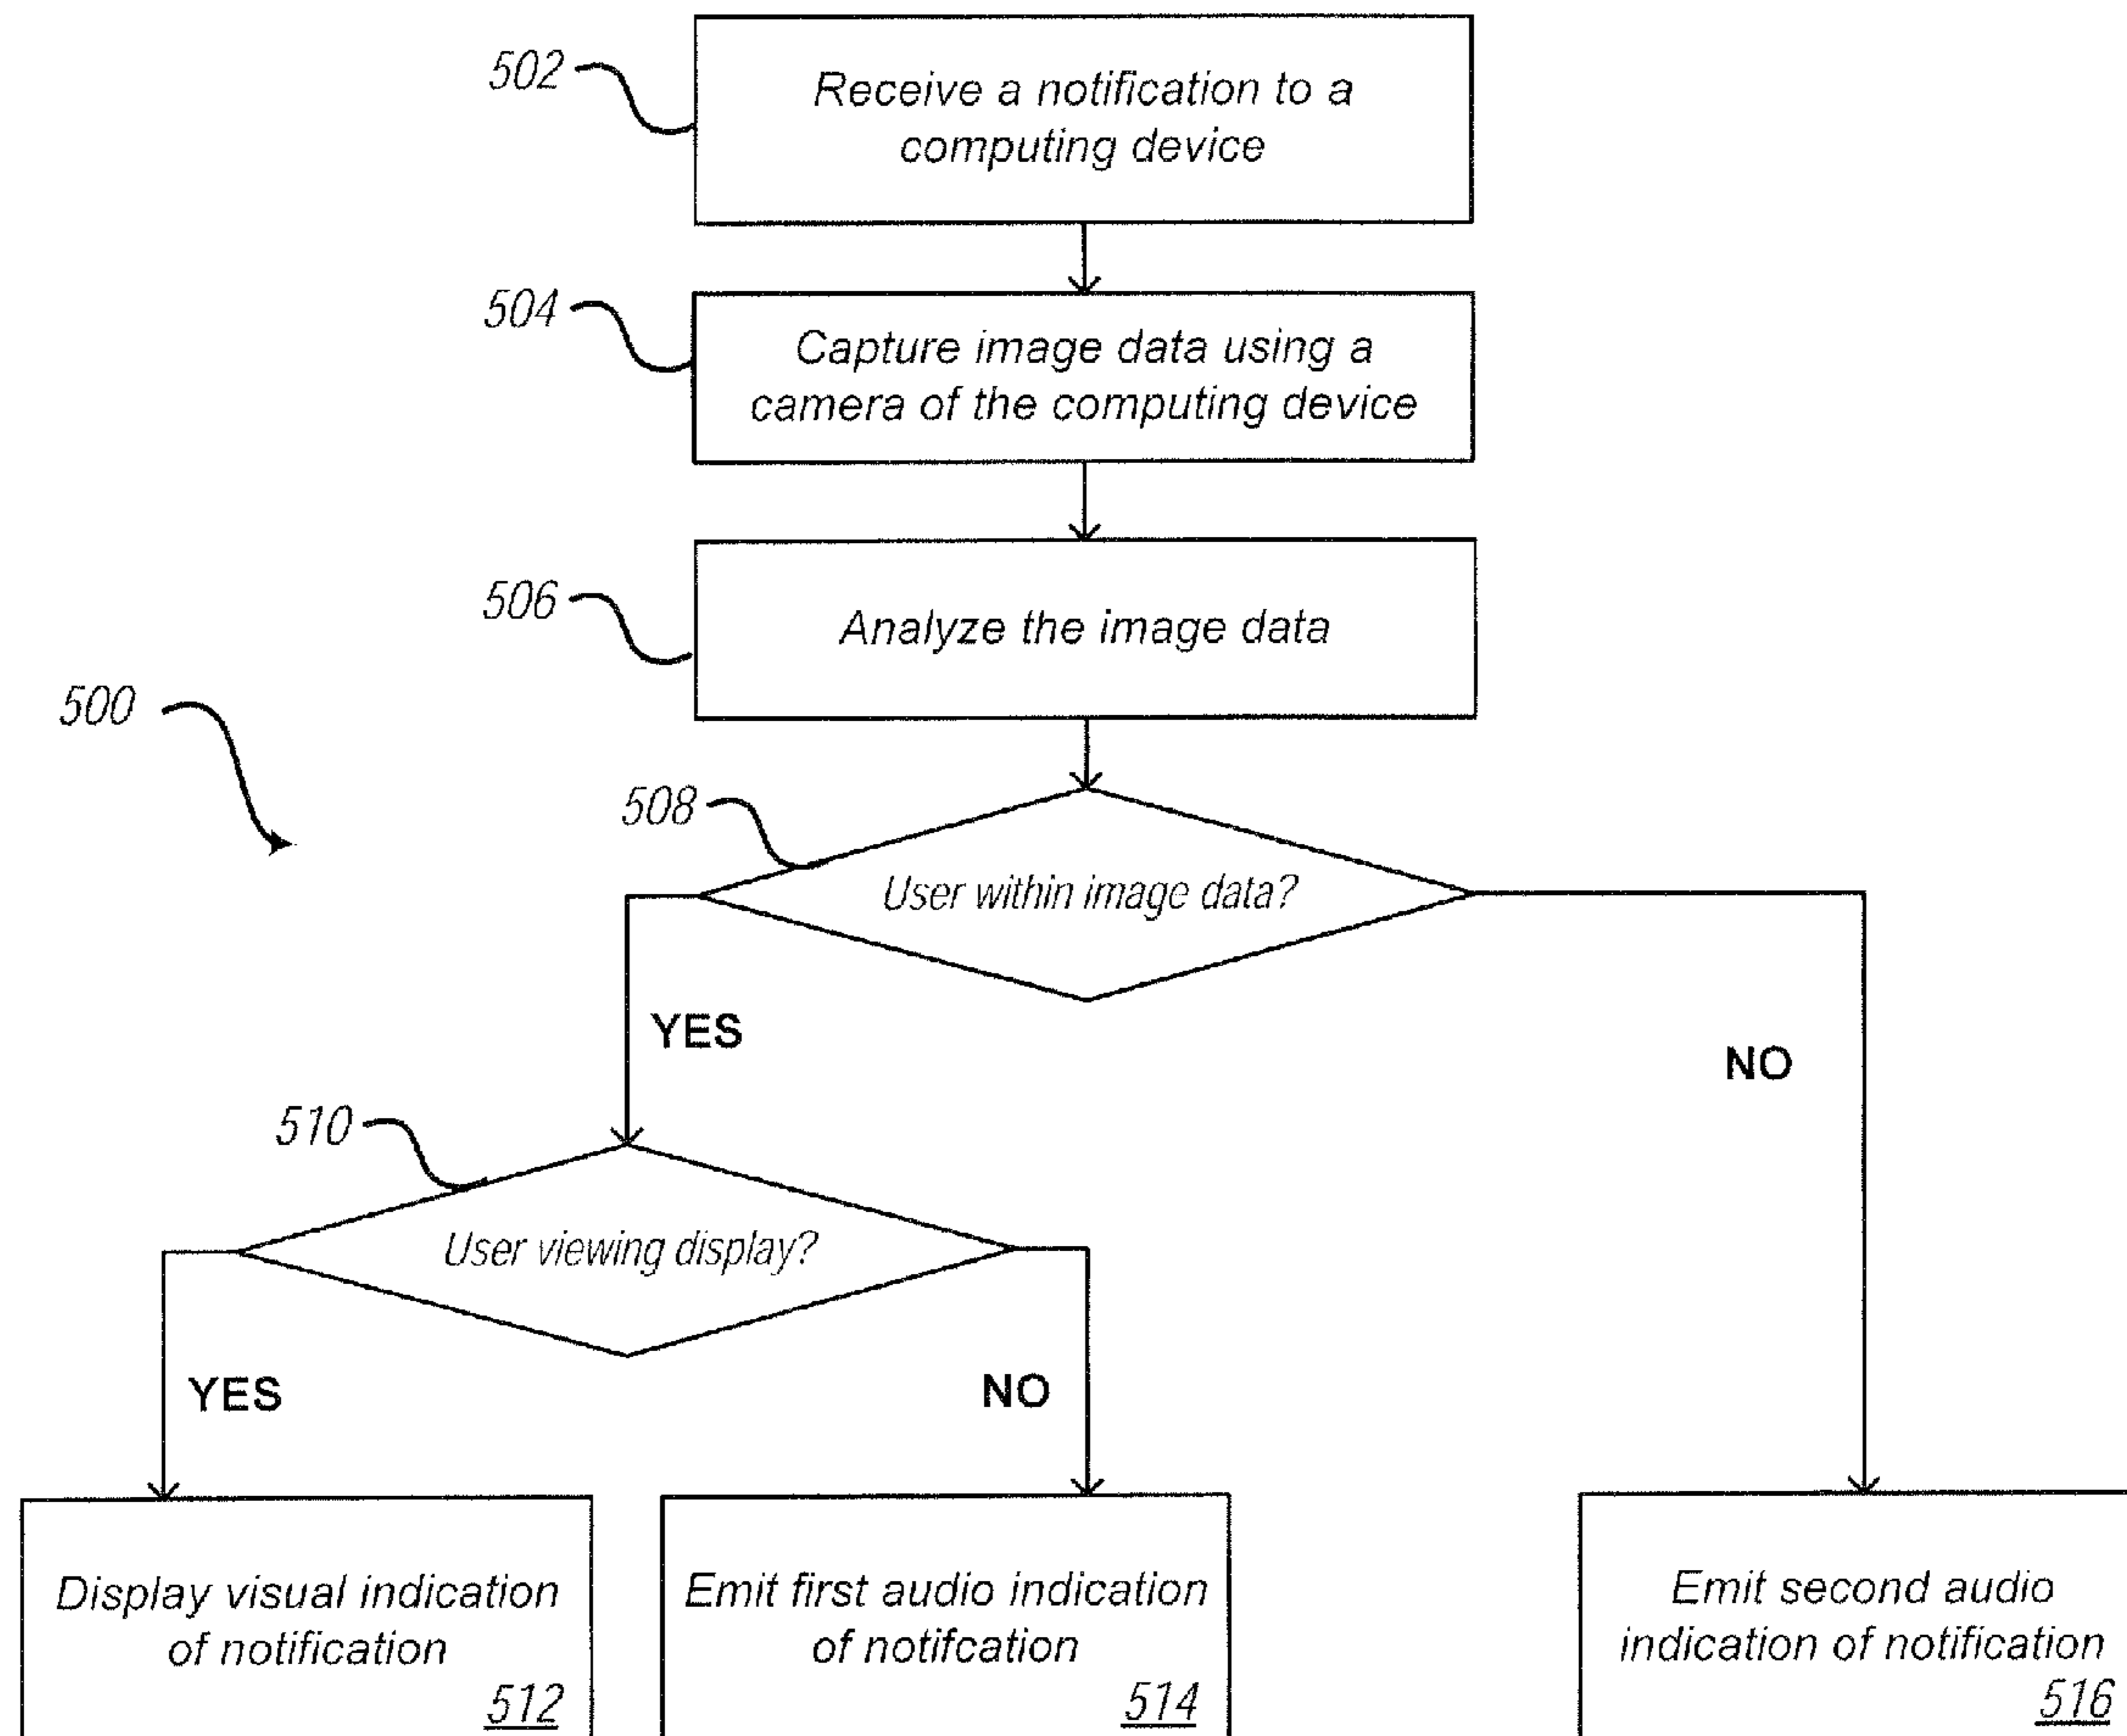 502
Receive a notification to a
computing device
504
Capture image data using a
camera of the computing device
506
Analyze the image data
500
508
User within image data?
YES
NO
510
User viewing display?
YES
NO
Display visual indication
of notification
512
Emit first audio indication
of notifcation
514
Emit second audio
indication of notification
516